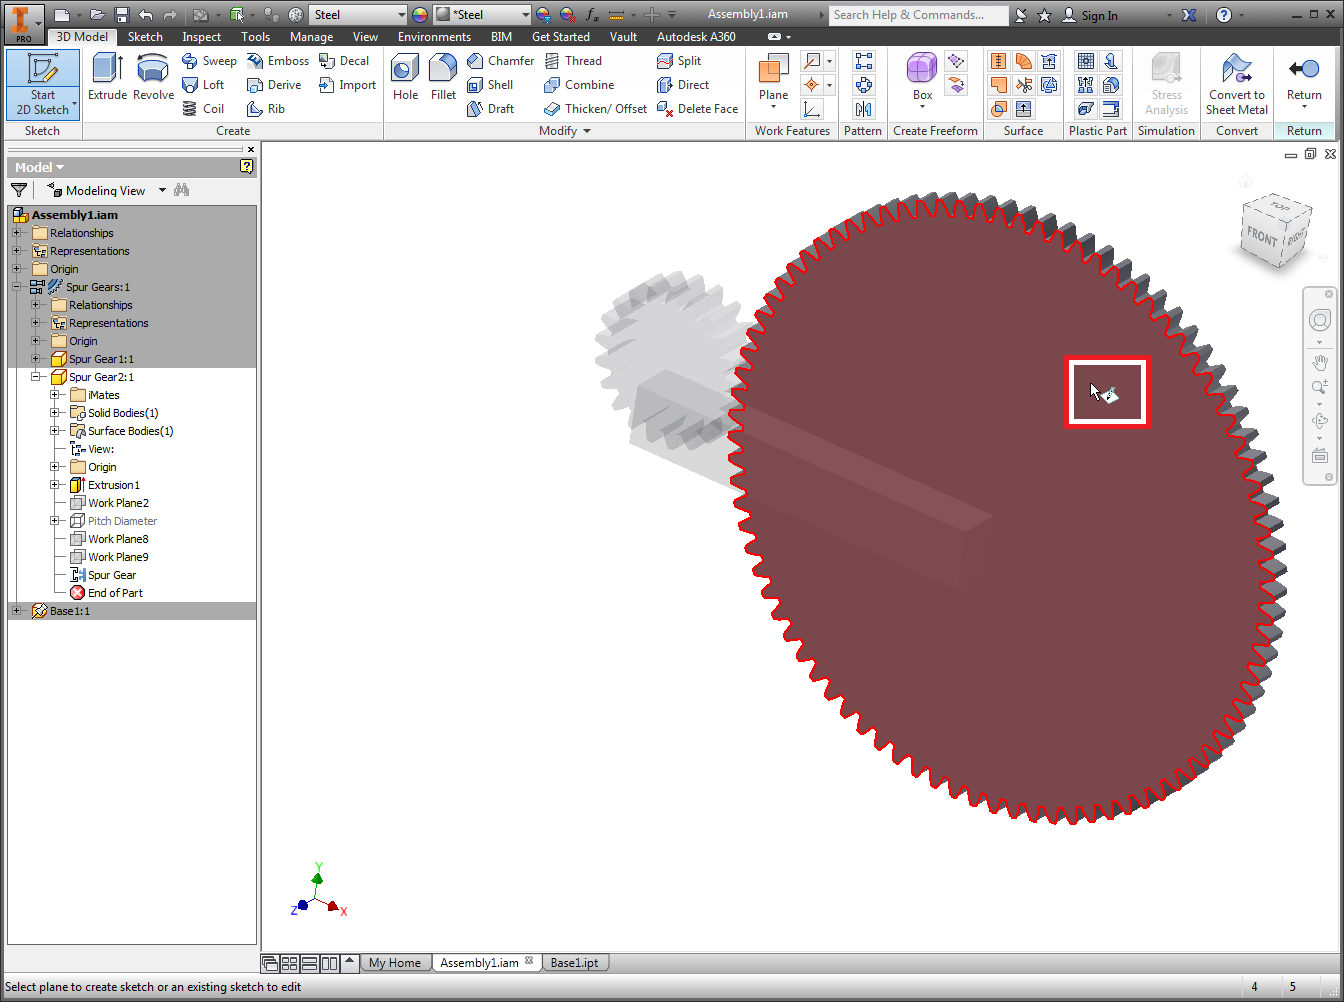 Steel
*Steel
fx
Assembly1.iam
Search Help & Commands...
Sign In
PRO
3D Model Sketch Inspect Tools Manage View Environments BIM Get Started Vault Autodesk A360
Start
2D Sketch
Extrude
Revolve
Sweep
Loft
Coil
Emboss
Derive
Rib
Decal
Import
Hole
Fillet
Chamfer
Shell
Draft
Thread
Combine
Thicken/ Offset
Split
Direct
Delete Face
Plane
Box
Stress
Analysis
Convert to
Sheet Metal
Return
Sketch Create Modify Work Features Pattern Create Freeform Surface Plastic Part Simulation Convert Return
Model
Modeling View
Assembly1.iam
Relationships
Representations
Origin
Spur Gears:1
Relationships
Representations
Origin
Spur Gear1:1
Spur Gear2:1
iMates
Solid Bodies(1)
Surface Bodies(1)
View:
Origin
Extrusion1
Work Plane2
Pitch Diameter
Work Plane8
Work Plane9
Spur Gear
End of Part
Base1:1
TOP
FRONT
RIGHT
Y
Z
X
My Home Assembly1.iam Base1.ipt
Select plane to create sketch or an existing sketch to edit
4 5